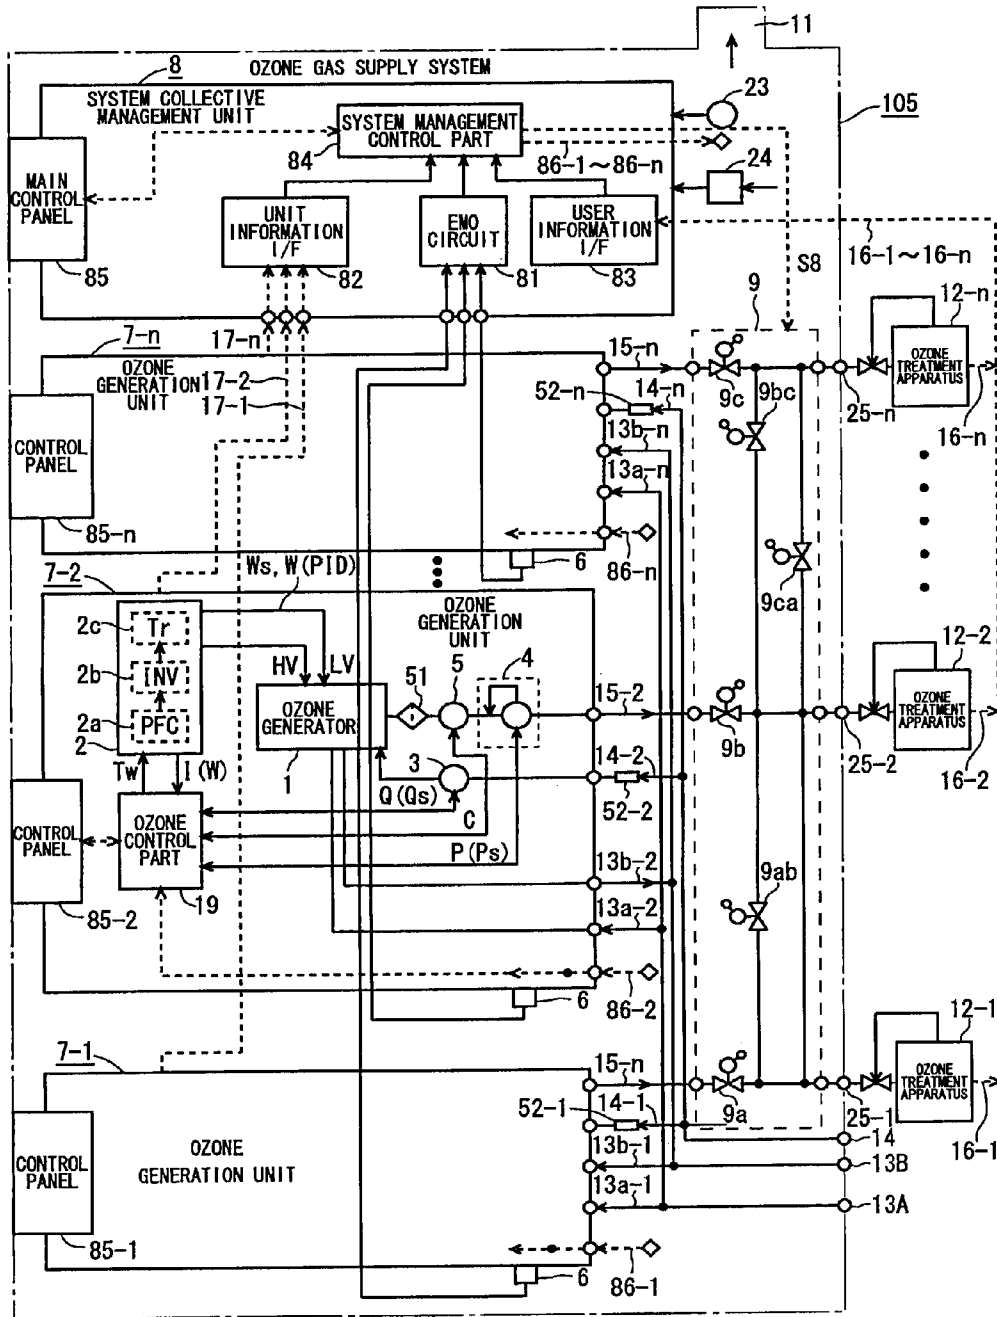 11
8
OZONE GAS SUPPLY SYSTEM
SYSTEM COLLECTIVE
MANAGEMENT UNIT
23
105
SYSTEM MANAGEMENT
CONTROL PART
84
86-1～86-n
24
MAIN
CONTROL
PANEL
85
UNIT
INFORMATION
I/F
82
EMO
CIRCUIT
81
USER
INFORMATION
I/F
83
16-1～16-n
S8
9
12-n
7-n
17-n
OZONE
GENERATION
UNIT
17-2
17-1
15-n
14-n
52-n
13b-n
13a-n
9c
9bc
25-n
OZONE
TREATMENT
APPARATUS
16-n
CONTROL
PANEL
85-n
6
86-n
9ca
Ws, W(PID)
7-2
2c
Tr
2b
INV
2a
PFC
2
HV
LV
OZONE
GENERATION
UNIT
51
5
4
OZONE
GENERATOR
1
3
15-2
9b
25-2
12-2
OZONE
TREATMENT
APPARATUS
16-2
14-2
52-2
Tw
I(W)
Q(Qs)
C
P(Ps)
CONTROL
PANEL
85-2
OZONE
CONTROL
PART
19
13b-2
13a-2
9ab
6
86-2
7-1
15-n
14-1
52-1
13b-1
13a-1
9a
25-1
12-1
OZONE
TREATMENT
APPARATUS
16-1
14
13B
13A
CONTROL
PANEL
85-1
OZONE
GENERATION UNIT
6
86-1